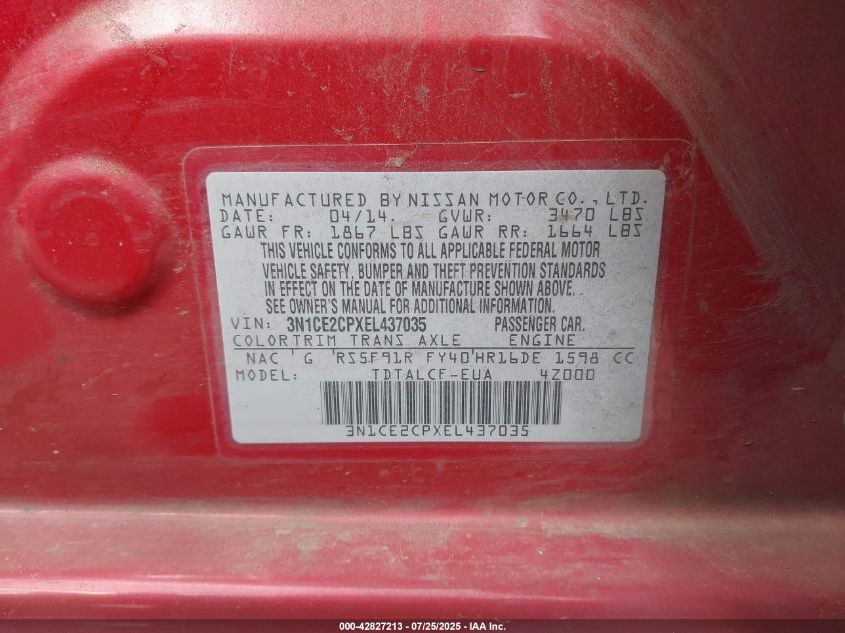 MANUFACTURED BY NISSAN MOTOR CO., LTD.
DATE: 04/14. GVWR: 3470 LBS
GAWR FR: 1867 LBS GAWR RR: 1664 LBS
THIS VEHICLE CONFORMS TO ALL APPLICABLE FEDERAL MOTOR
VEHICLE SAFETY, BUMPER AND THEFT PREVENTION STANDARDS
IN EFFECT ON THE DATE OF MANUFACTURE SHOWN ABOVE.
SEE OWNER'S MANUAL FOR ADDITIONAL INFORMATION.
VIN: 3N1CE2CPXEL437035 PASSENGER CAR.
COLORTRIM TRANS AXLE ENGINE
NAC 'G 'RS5F91R FY40'HR16DE 1598 CC
MODEL: TDTALCF-EUA 4Z000
3N1CE2CPXEL437035
000-42827213 - 07/25/2025 - IAA Inc.